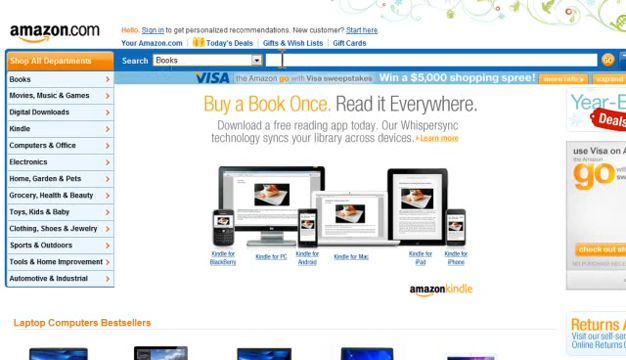 amazon.com
Hello. Sign in to get personalized recommendations. New customer? Start here.
Your Amazon.com | Today's Deals | Gifts & Wish Lists | Gift Cards
Shop All Departments
Search Books GO
VISA the Amazon go with Visa sweepstakes Win a $5,000 shopping spree! more info expand
Books
Movies, Music & Games
Digital Downloads
Kindle
Computers & Office
Electronics
Home, Garden & Pets
Grocery, Health & Beauty
Toys, Kids & Baby
Clothing, Shoes & Jewelry
Sports & Outdoors
Tools & Home Improvement
Automotive & Industrial
Buy a Book Once. Read it Everywhere.
Download a free reading app today. Our Whispersync
technology syncs your library across devices. Learn more
Kindle for BlackBerry
Kindle for PC
Kindle for Android
Kindle for Mac
Kindle for iPad
Kindle for iPhone
amazonkindle
Year-E
Deals
use Visa on A
the Amazon
go with
check out
Returns A
Visit our self-se
Online Returns C
Laptop Computers Bestsellers